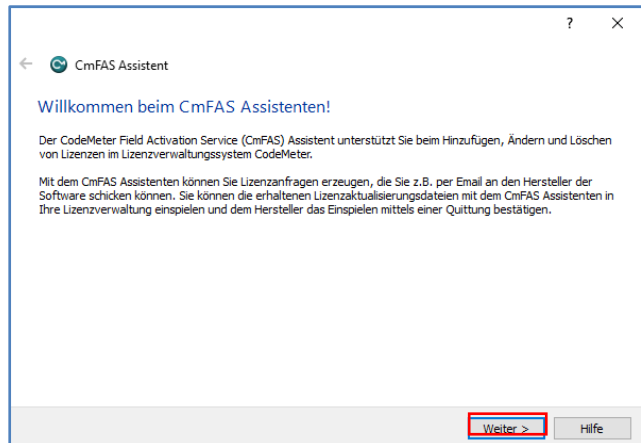 ?
CmFAS Assistent
Willkommen beim CmFAS Assistenten!
Der CodeMeter Field Activation Service (CmFAS) Assistent unterstützt Sie beim Hinzufügen, Ändern und Löschen
von Lizenzen im Lizenzverwaltungssystem CodeMeter.
Mit dem CmFAS Assistenten können Sie Lizenzanfragen erzeugen, die Sie z.B. per Email an den Hersteller der
Software schicken können. Sie können die erhaltenen Lizenzaktualisierungsdateien mit dem CmFAS Assistenten in
Ihre Lizenzverwaltung einspielen und dem Hersteller das Einspielen mittels einer Quittung bestätigen.
Weiter > Hilfe